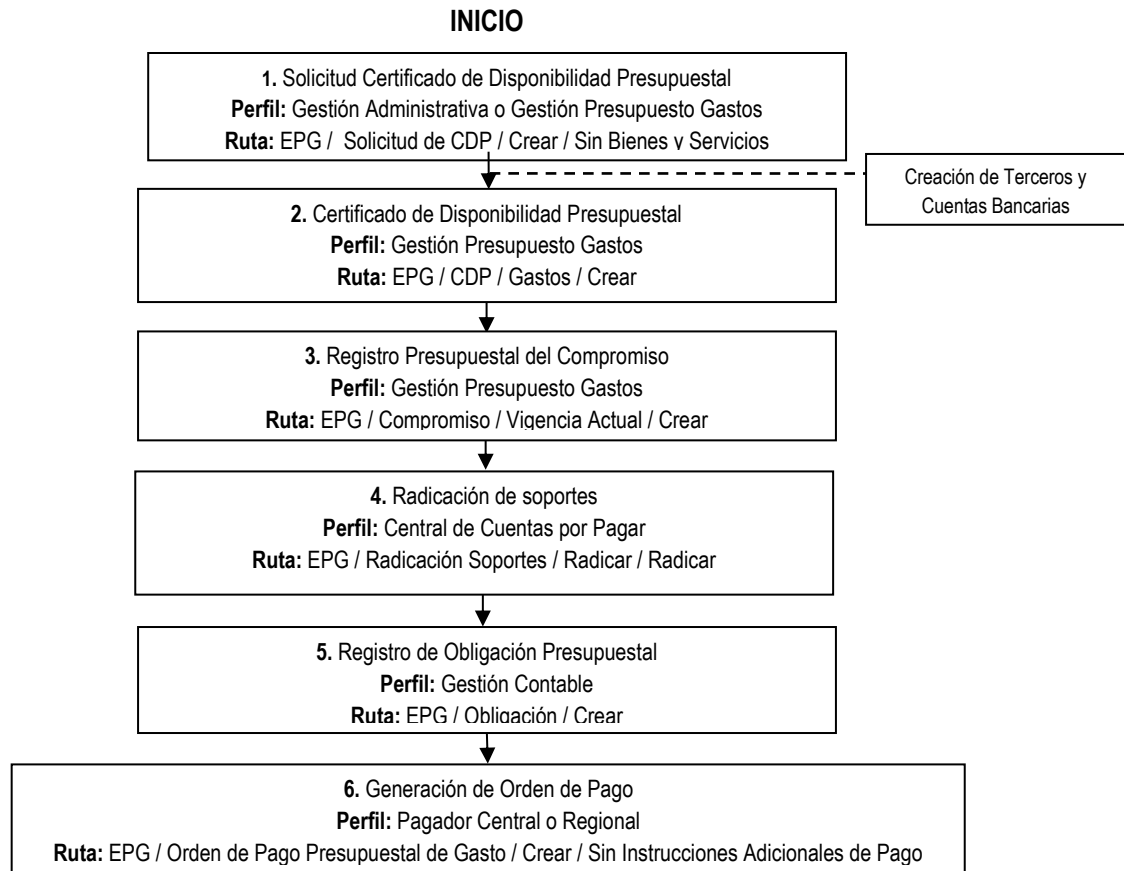 INICIO
1. Solicitud Certificado de Disponibilidad Presupuestal
Perfil: Gestión Administrativa o Gestión Presupuesto Gastos
Ruta: EPG / Solicitud de CDP / Crear / Sin Bienes y Servicios
Creación de Terceros y
Cuentas Bancarias
2. Certificado de Disponibilidad Presupuestal
Perfil: Gestión Presupuesto Gastos
Ruta: EPG / CDP / Gastos / Crear
3. Registro Presupuestal del Compromiso
Perfil: Gestión Presupuesto Gastos
Ruta: EPG / Compromiso / Vigencia Actual / Crear
4. Radicación de soportes
Perfil: Central de Cuentas por Pagar
Ruta: EPG / Radicación Soportes / Radicar / Radicar
5. Registro de Obligación Presupuestal
Perfil: Gestión Contable
Ruta: EPG / Obligación / Crear
6. Generación de Orden de Pago
Perfil: Pagador Central o Regional
Ruta: EPG / Orden de Pago Presupuestal de Gasto / Crear / Sin Instrucciones Adicionales de Pago